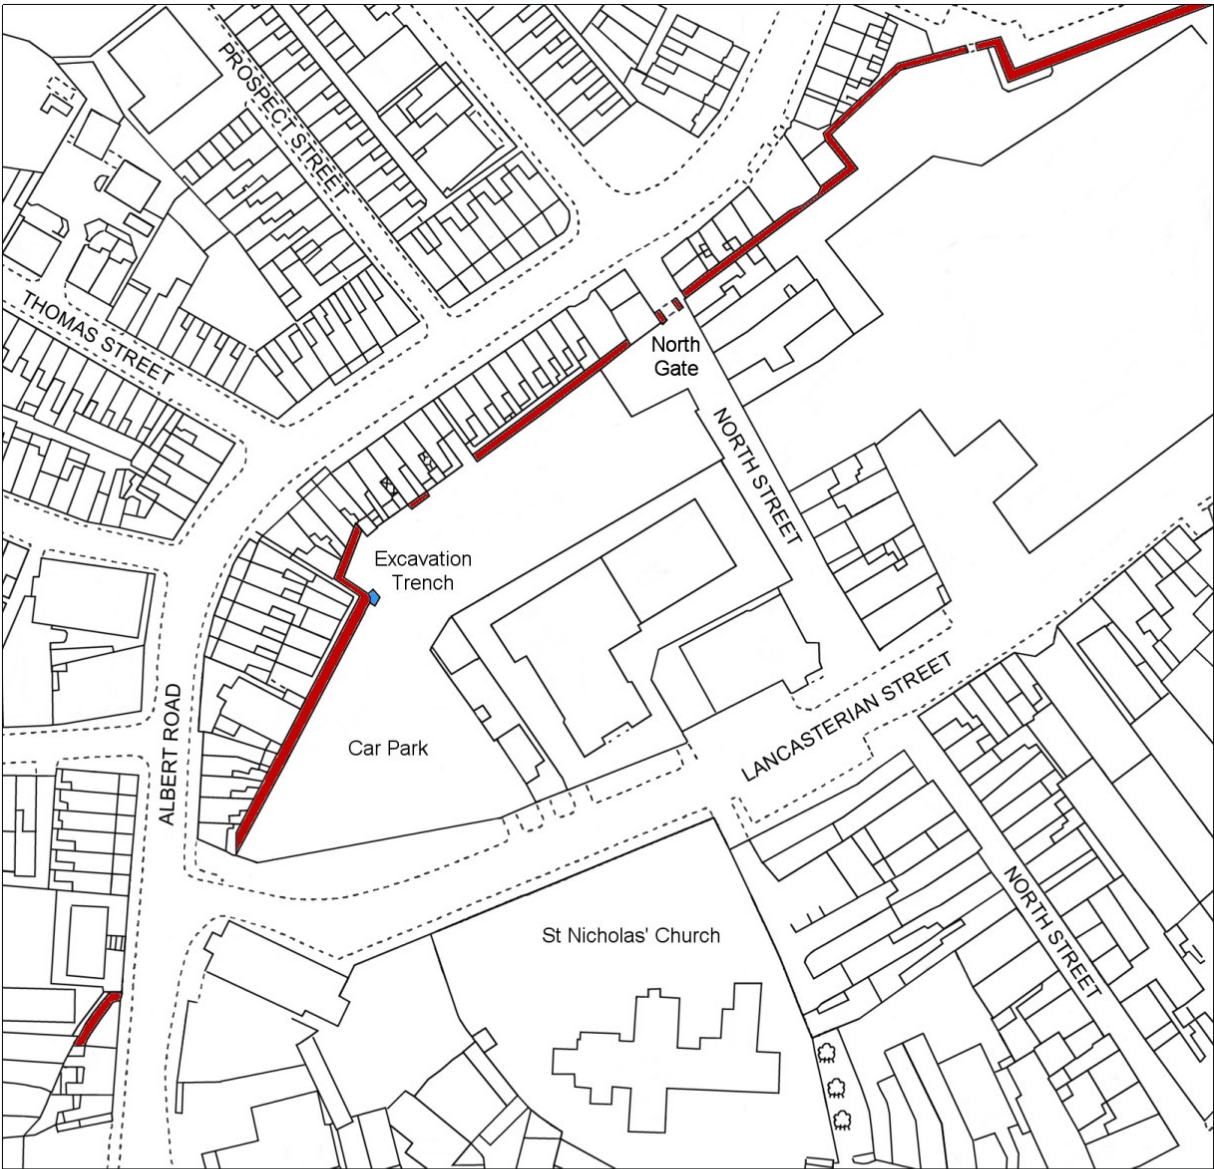 PROSPECT STREET
THOMAS STREET
North
Gate
NORTH STREET
Excavation
Trench
ALBERT ROAD
Car Park
LANCASTERIAN STREET
NORTH STREET
St Nicholas' Church